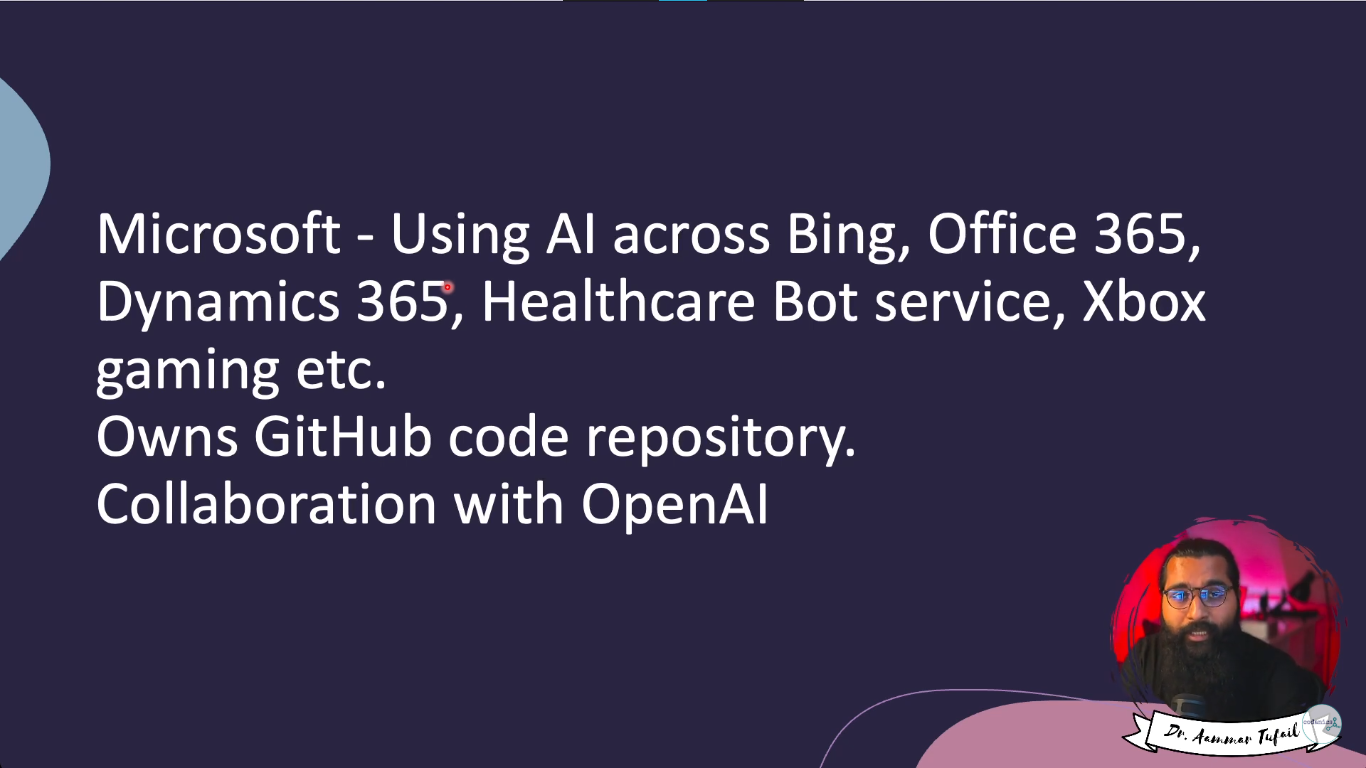 Microsoft - Using AI across Bing, Office 365,
Dynamics 365, Healthcare Bot service, Xbox
gaming etc.
Owns GitHub code repository.
Collaboration with OpenAI
Dr. Aammar Tufail
codanics